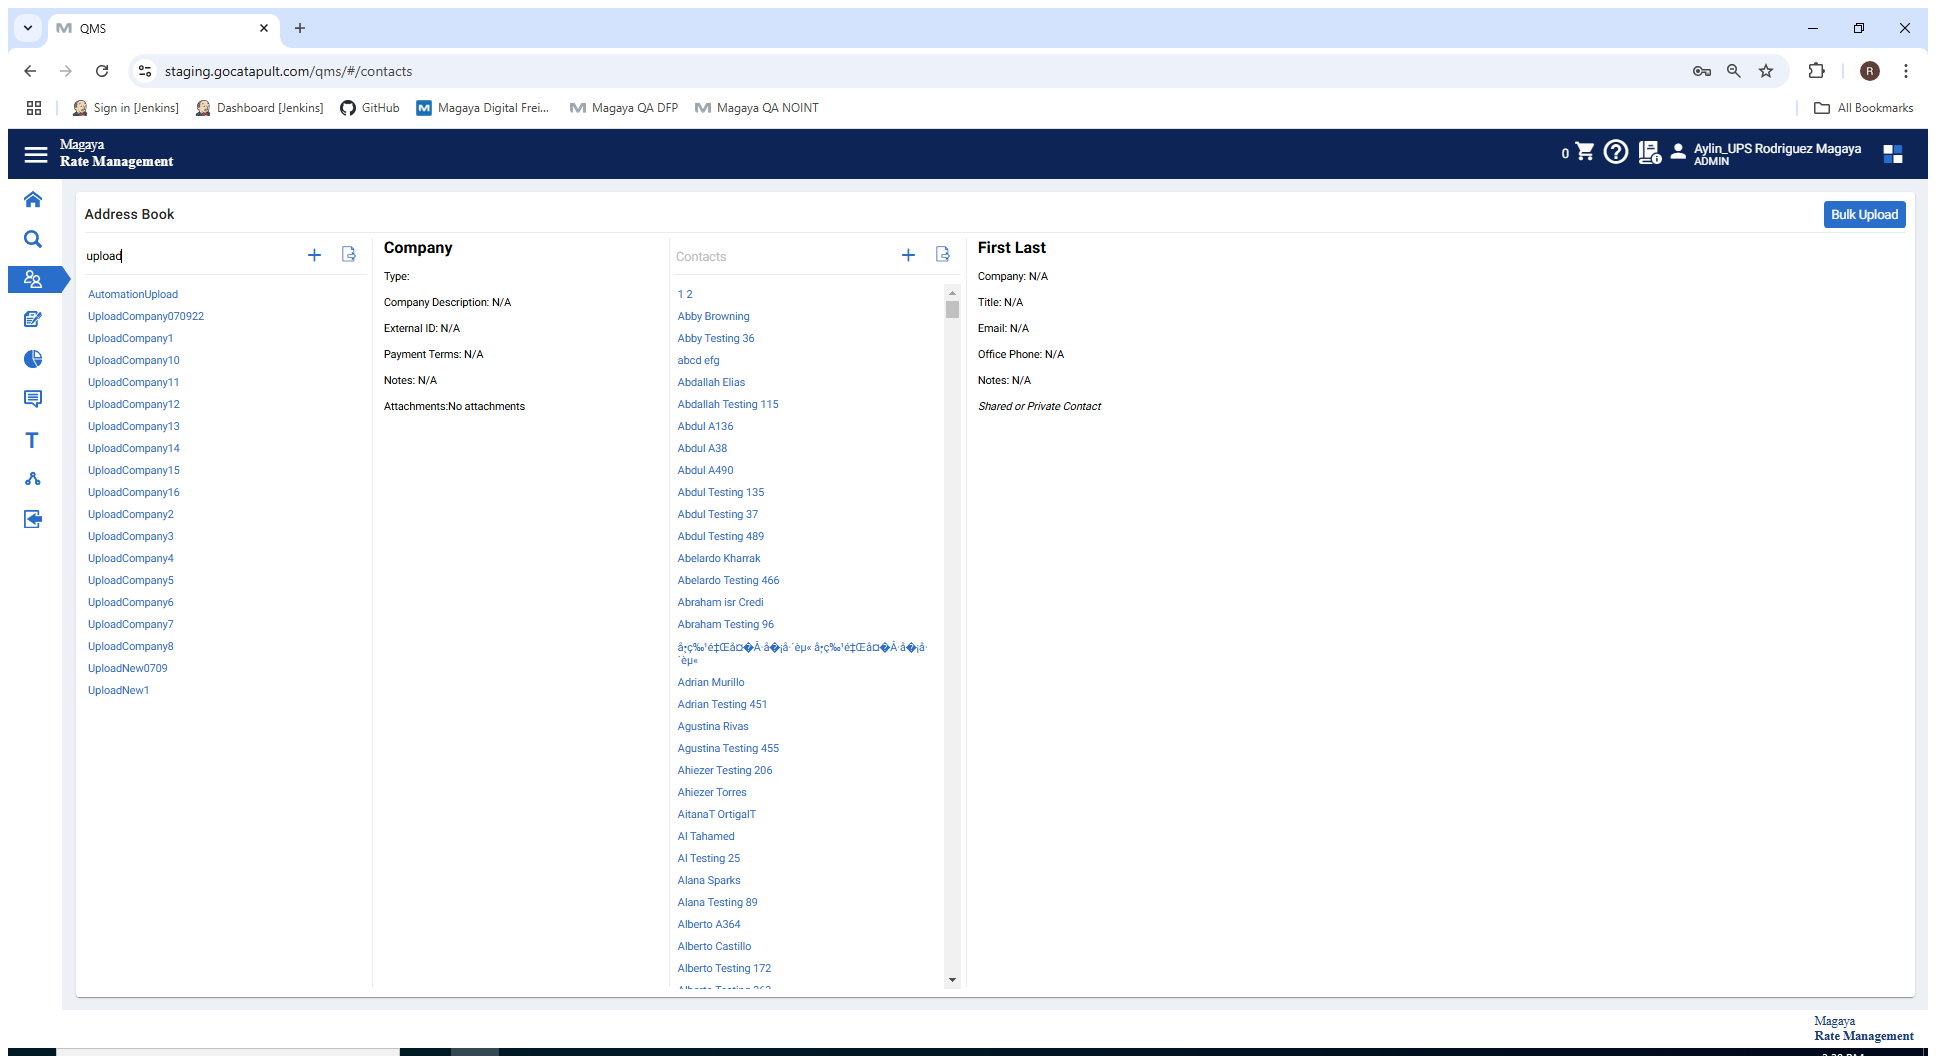 QMS
staging.gocatapult.com/qms/#/contacts
R
Sign in [Jenkins]
Dashboard [Jenkins]
GitHub
Magaya Digital Frei...
Magaya QA DFP
Magaya QA NOINT
All Bookmarks
Magaya
Rate Management
0
Aylin_UPS Rodriguez Magaya
ADMIN
Address Book
Bulk Upload
upload
AutomationUpload
UploadCompany070922
UploadCompany1
UploadCompany10
UploadCompany11
UploadCompany12
UploadCompany13
UploadCompany14
UploadCompany15
UploadCompany16
UploadCompany2
UploadCompany3
UploadCompany4
UploadCompany5
UploadCompany6
UploadCompany7
UploadCompany8
UploadNew0709
UploadNew1
Company
Type:
Company Description: N/A
External ID: N/A
Payment Terms: N/A
Notes: N/A
Attachments:No attachments
Contacts
1 2
Abby Browning
Abby Testing 36
abcd efg
Abdallah Elias
Abdallah Testing 115
Abdul A136
Abdul A38
Abdul A490
Abdul Testing 135
Abdul Testing 37
Abdul Testing 489
Abelardo Kharrak
Abelardo Testing 466
Abraham isr Credi
Abraham Testing 96
Adrian Murillo
Adrian Testing 451
Agustina Rivas
Agustina Testing 455
Ahiezer Testing 206
Ahiezer Torres
AitanaT OrtigalT
Al Tahamed
Al Testing 25
Alana Sparks
Alana Testing 89
Alberto A364
Alberto Castillo
Alberto Testing 172
First Last
Company: N/A
Title: N/A
Email: N/A
Office Phone: N/A
Notes: N/A
Shared or Private Contact
Magaya
Rate Management